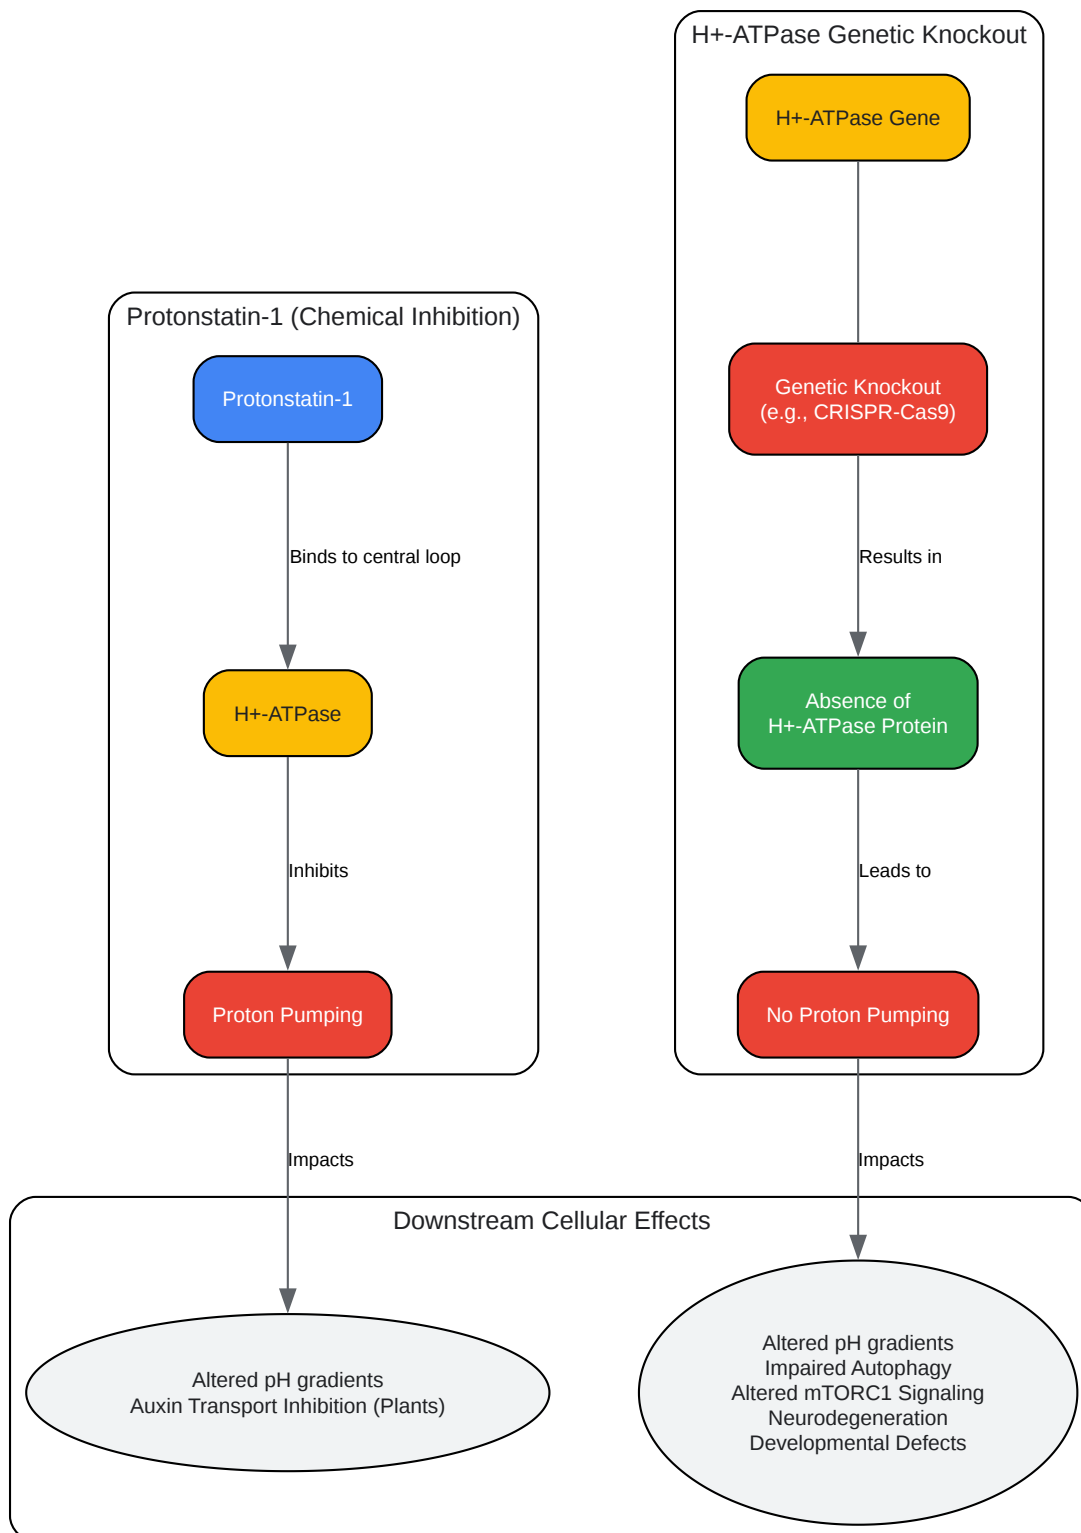 H+-ATPase Genetic Knockout
H+-ATPase Gene
Genetic Knockout
(e.g., CRISPR-Cas9)
Results in
Absence of
H+-ATPase Protein
Leads to
No Proton Pumping
Impacts
Protonstatin-1 (Chemical Inhibition)
Protonstatin-1
Binds to central loop
H+-ATPase
Inhibits
Proton Pumping
Impacts
Downstream Cellular Effects
Altered pH gradients
Auxin Transport Inhibition (Plants)
Altered pH gradients
Impaired Autophagy
Altered mTORC1 Signaling
Neurodegeneration
Developmental Defects